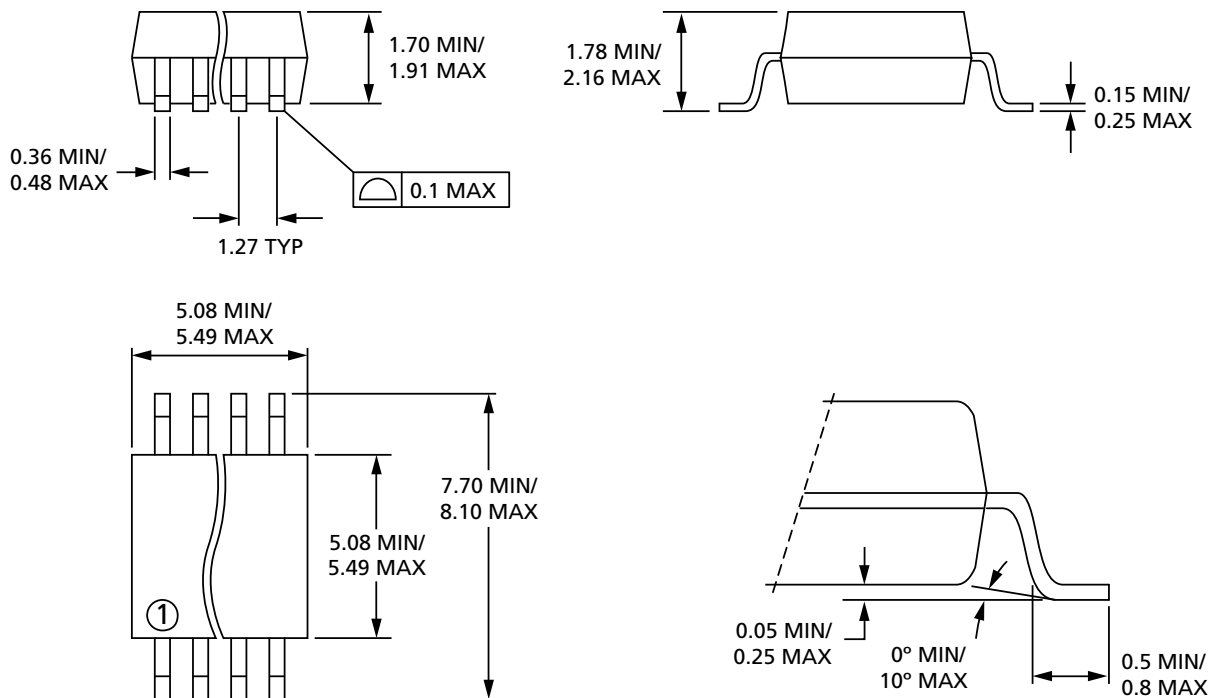 1.70 MIN/
1.91 MAX
1.78 MIN/
2.16 MAX
0.15 MIN/
0.25 MAX
0.36 MIN/
0.48 MAX
0.1 MAX
1.27 TYP
5.08 MIN/
5.49 MAX
7.70 MIN/
8.10 MAX
5.08 MIN/
5.49 MAX
1
0.05 MIN/
0.25 MAX
0° MIN/
10° MAX
0.5 MIN/
0.8 MAX